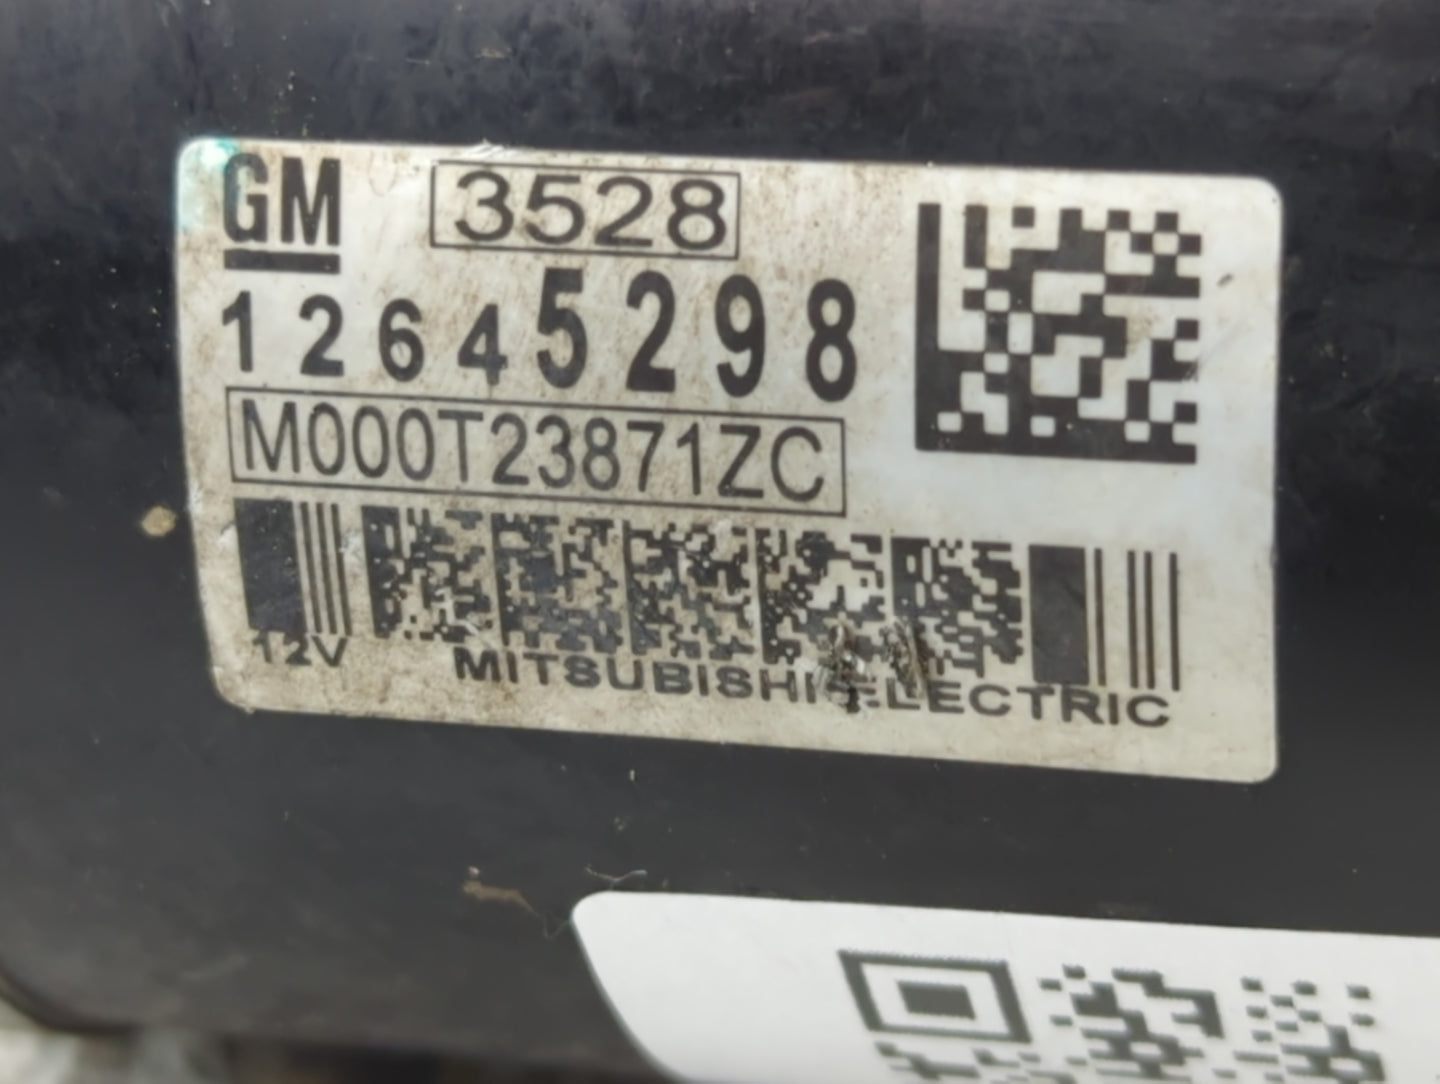 GM 3528
12645298
M000T23871ZC
12V MITSUBISHI ELECTRIC